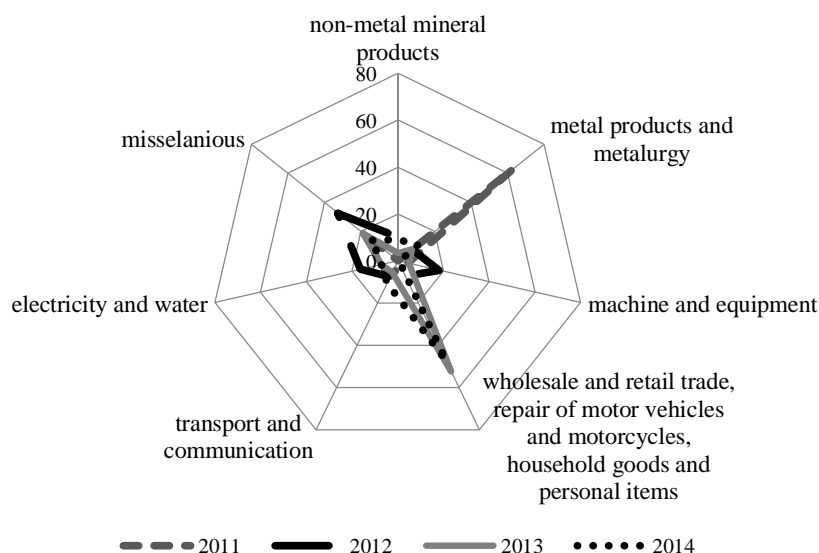 non-metal mineral
products
80
60
40
20
0
metal products and
metalurgy
machine and equipment
wholesale and retail trade,
repair of motor vehicles
and motorcycles,
household goods and
personal items
transport and
communication
electricity and water
misselanious
2011 2012 2013 2014